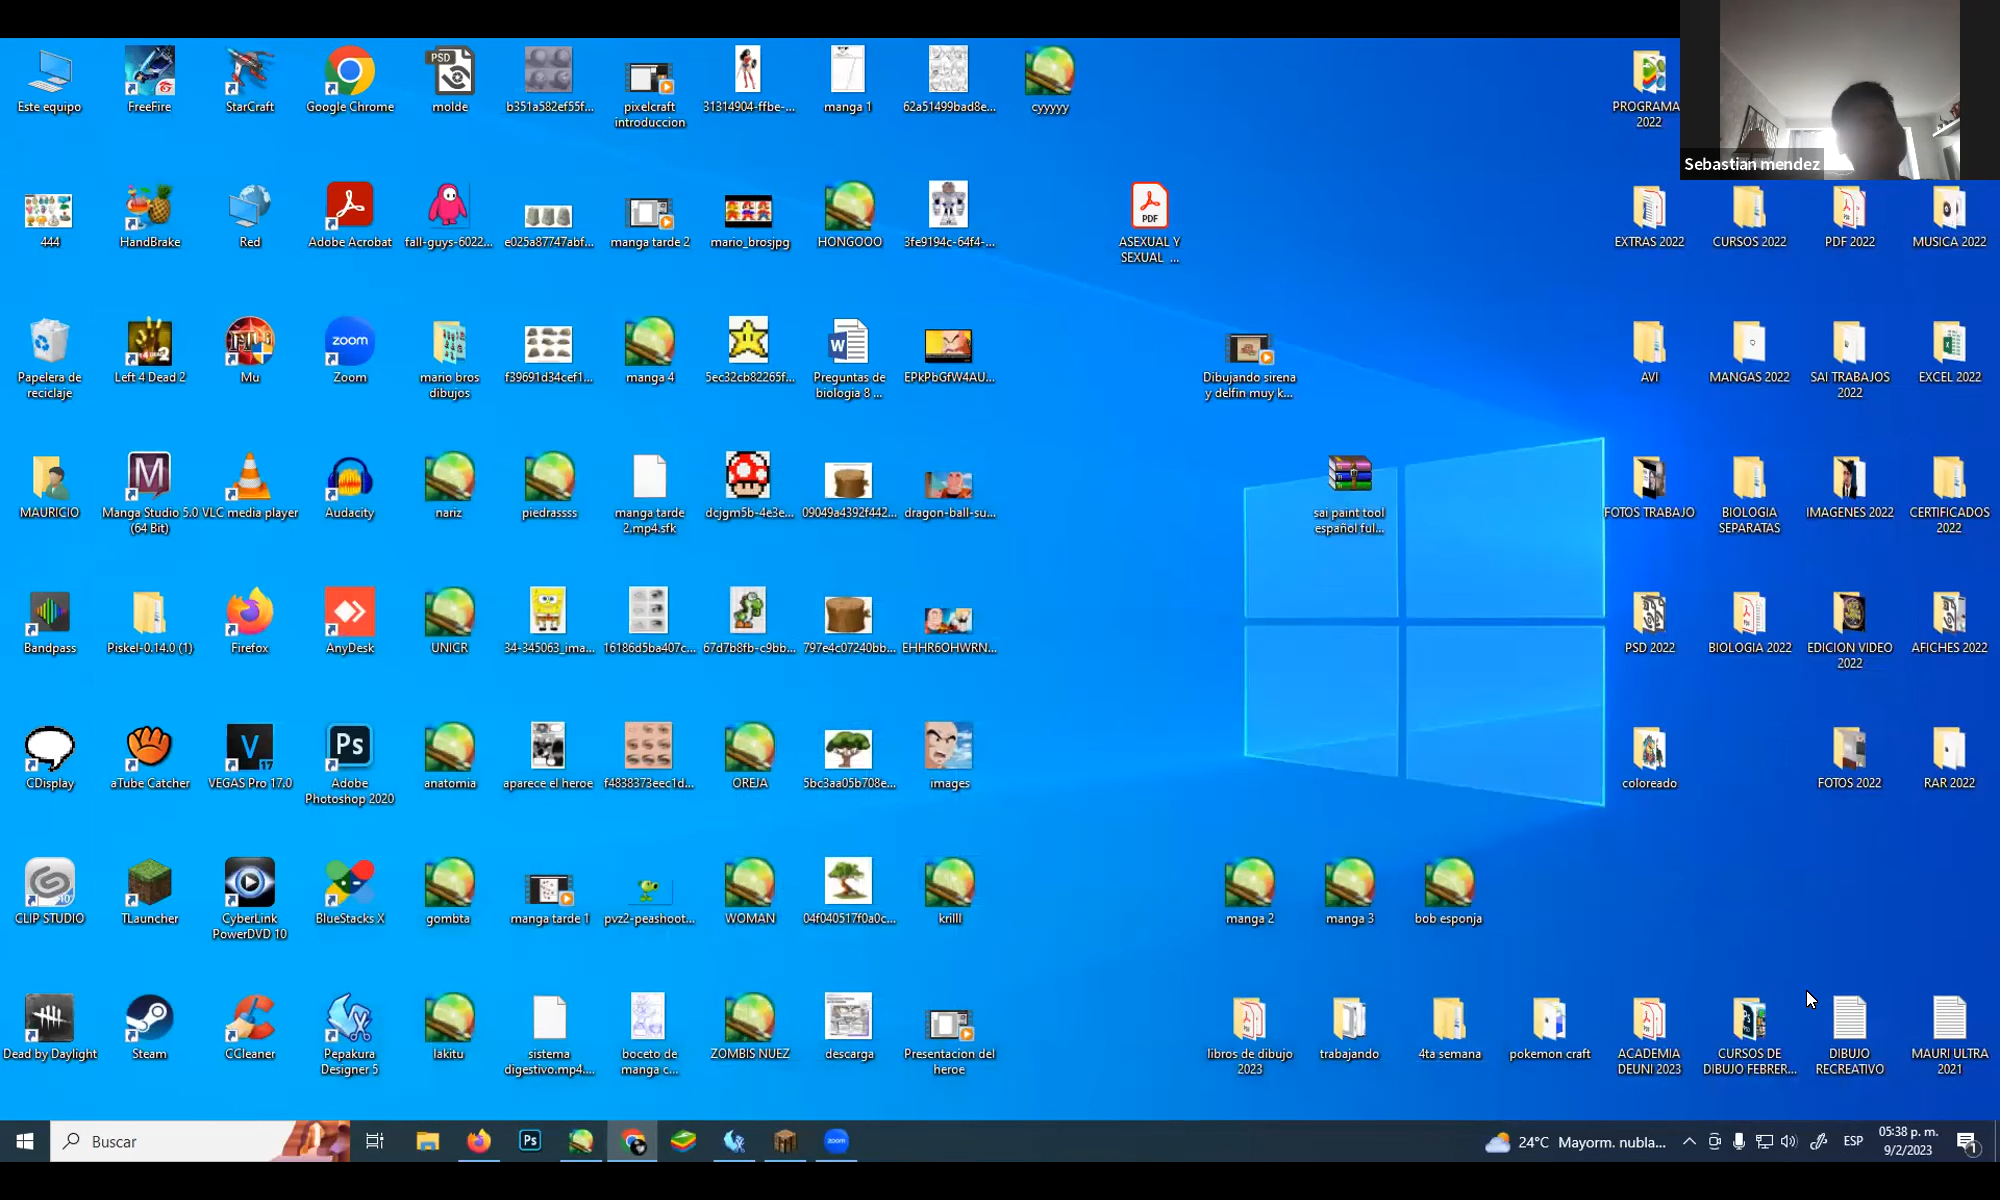 Este equipo
FreeFire
StarCraft
Google Chrome
PSD
molde
b351a582ef55f...
pixelcraft
introduccion
31314904-ffbe-...
manga 1
62a51499bad8e...
cyyyyy
PROGRAMA
2022
Sebastian mendez
444
HandBrake
Red
Adobe Acrobat
fall-guys-6022...
e025a87747abf...
manga tarde 2
mario_brosjpg
HONGOOO
3fe9194c-64f4-...
PDF
ASEXUAL Y
SEXUAL ...
EXTRAS 2022
CURSOS 2022
PDF 2022
MUSICA 2022
Papelera de
reciclaje
Left 4 Dead 2
Mu
zoom
Zoom
mario bros
dibujos
f39691d34cef1...
manga 4
5ec32cb82265f...
Preguntas de
biologia 8 ...
EPkPbGfW4AU...
Dibujando sirena
y delfin muy k...
AVI
MANGAS 2022
SAI TRABAJOS
2022
EXCEL 2022
MAURICIO
Manga Studio 5.0
(64 Bit)
VLC media player
Audacity
nariz
piedrassss
manga tarde
2.mp4.sfk
dcjgm5b-4e3e...
09049a4392f442...
dragon-ball-su...
sai paint tool
español ful...
FOTOS TRABAJO
BIOLOGIA
SEPARATAS
IMAGENES 2022
CERTIFICADOS
2022
Bandpass
Piskel-0.14.0 (1)
Firefox
AnyDesk
UNICR
34-345063_ima...
16186d5ba407c...
67d7b8fb-c9bb...
797e4c07240bb...
EHHR6OHWRN...
PSD 2022
BIOLOGIA 2022
EDICION VIDEO
2022
AFICHES 2022
CDisplay
aTube Catcher
VEGAS Pro 17.0
Ps
Adobe
Photoshop 2020
anatomia
aparece el heroe
f4838373eec1d...
OREJA
5bc3aa05b708e...
images
coloreado
FOTOS 2022
RAR 2022
CLIP STUDIO
TLauncher
CyberLink
PowerDVD 10
BlueStacks X
gombta
manga tarde 1
pvz2-peashoot...
WOMAN
04f040517f0a0c...
krilll
manga 2
manga 3
bob esponja
Dead by Daylight
Steam
CCleaner
Pepakura
Designer 5
lakitu
sistema
digestivo.mp4....
boceto de
manga c...
ZOMBIS NUEZ
descarga
Presentacion del
heroe
libros de dibujo
2023
trabajando
4ta semana
pokemon craft
ACADEMIA
DEUNI 2023
CURSOS DE
DIBUJO FEBRER...
DIBUJO
RECREATIVO
MAURI ULTRA
2021
Buscar
Ps
zoom
24°C Mayorm. nubla...
ESP
05:38 p. m.
9/2/2023
1